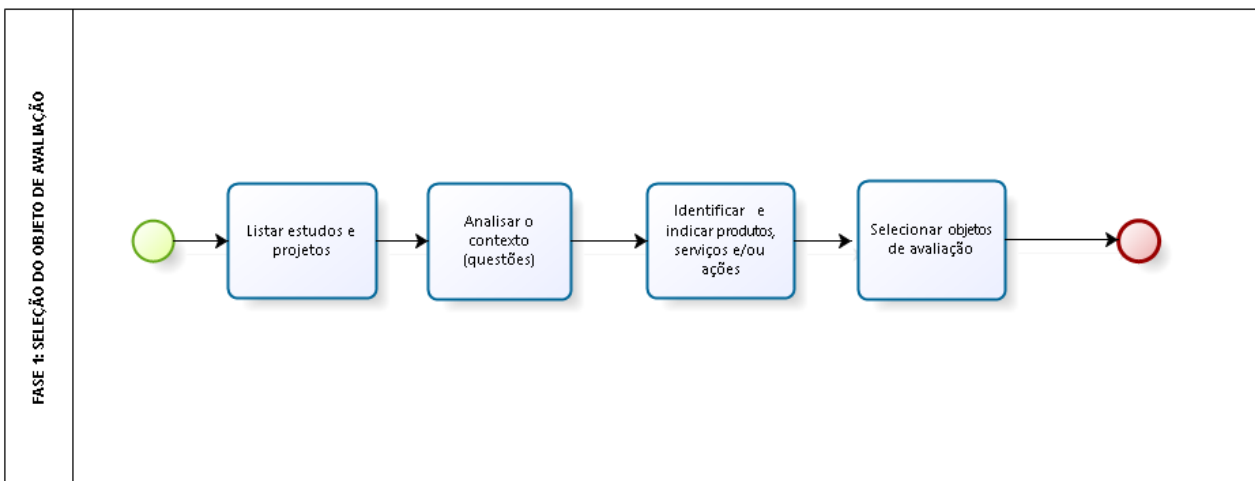 FASE 1: SELEÇÃO DO OBJETO DE AVALIAÇÃO
Listar estudos e
projetos
Analisar o
contexto
(questões)
Identificar e
indicar produtos,
serviços e/ou
ações
Selecionar objetos
de avaliação